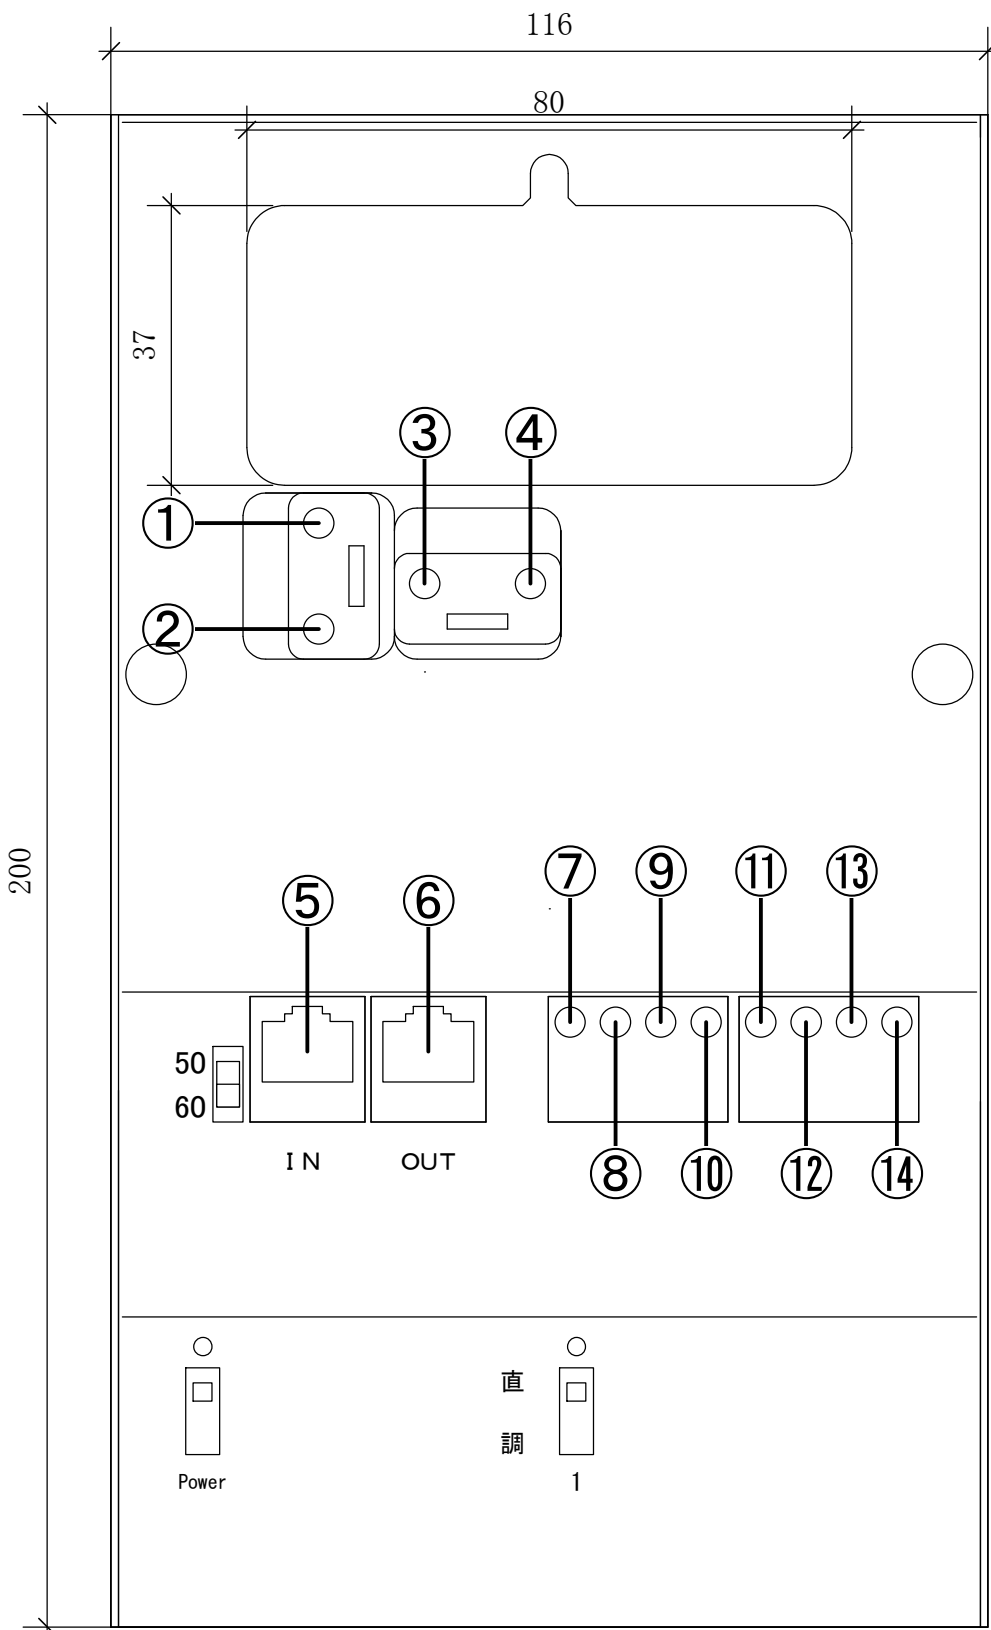 116
80
37
③ ④
①
②
200
⑦ ⑨ ⑪ ⑬
⑤ ⑥
50
60
IN OUT
⑧ ⑩ ⑫ ⑭
直
調
Power 1